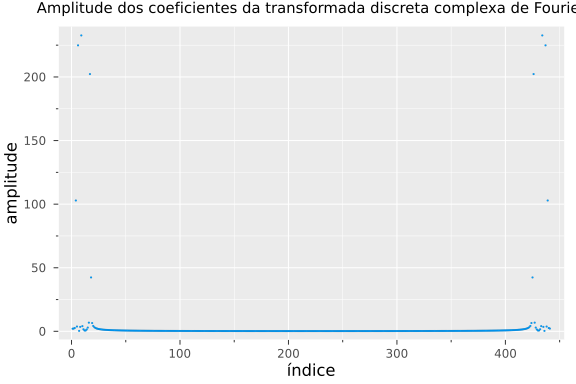 Amplitude dos coeficientes da transformada discreta complexa de Fourie
200
150
100
50
0
amplitude
0 100 200 300 400
índice